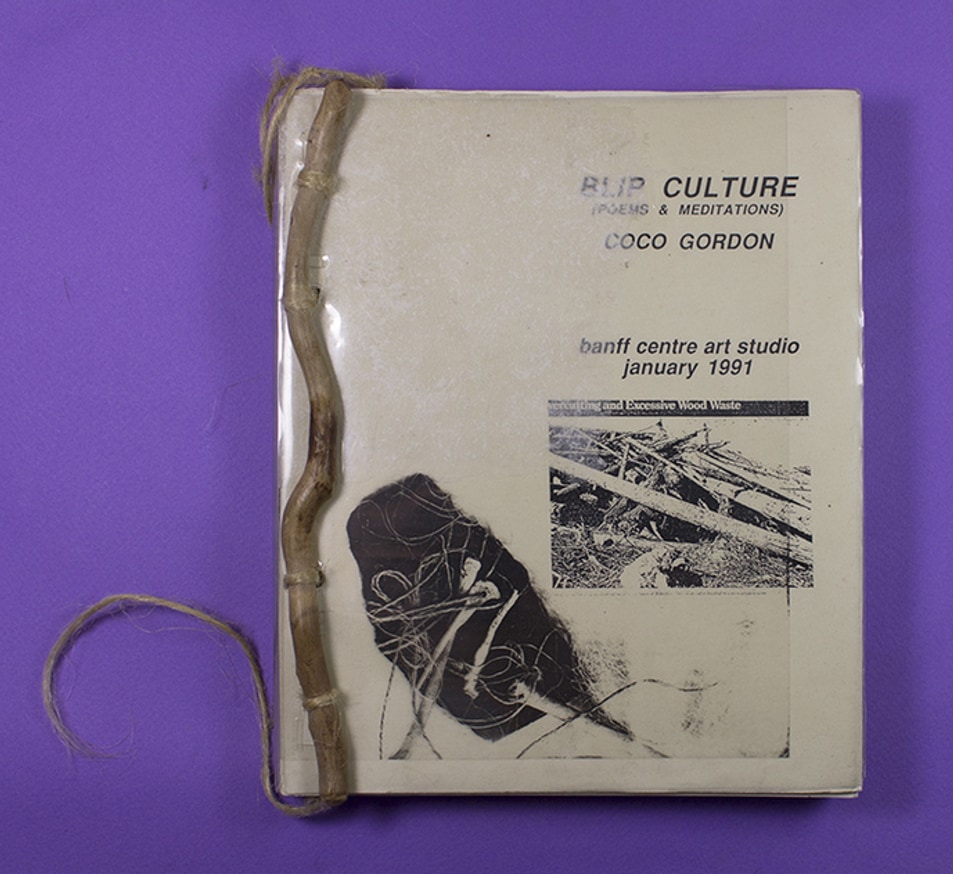 BLIP CULTURE
(POEMS & MEDITATIONS)
COCO GORDON
banff centre art studio
january 1991
and Excessive Wood Waste